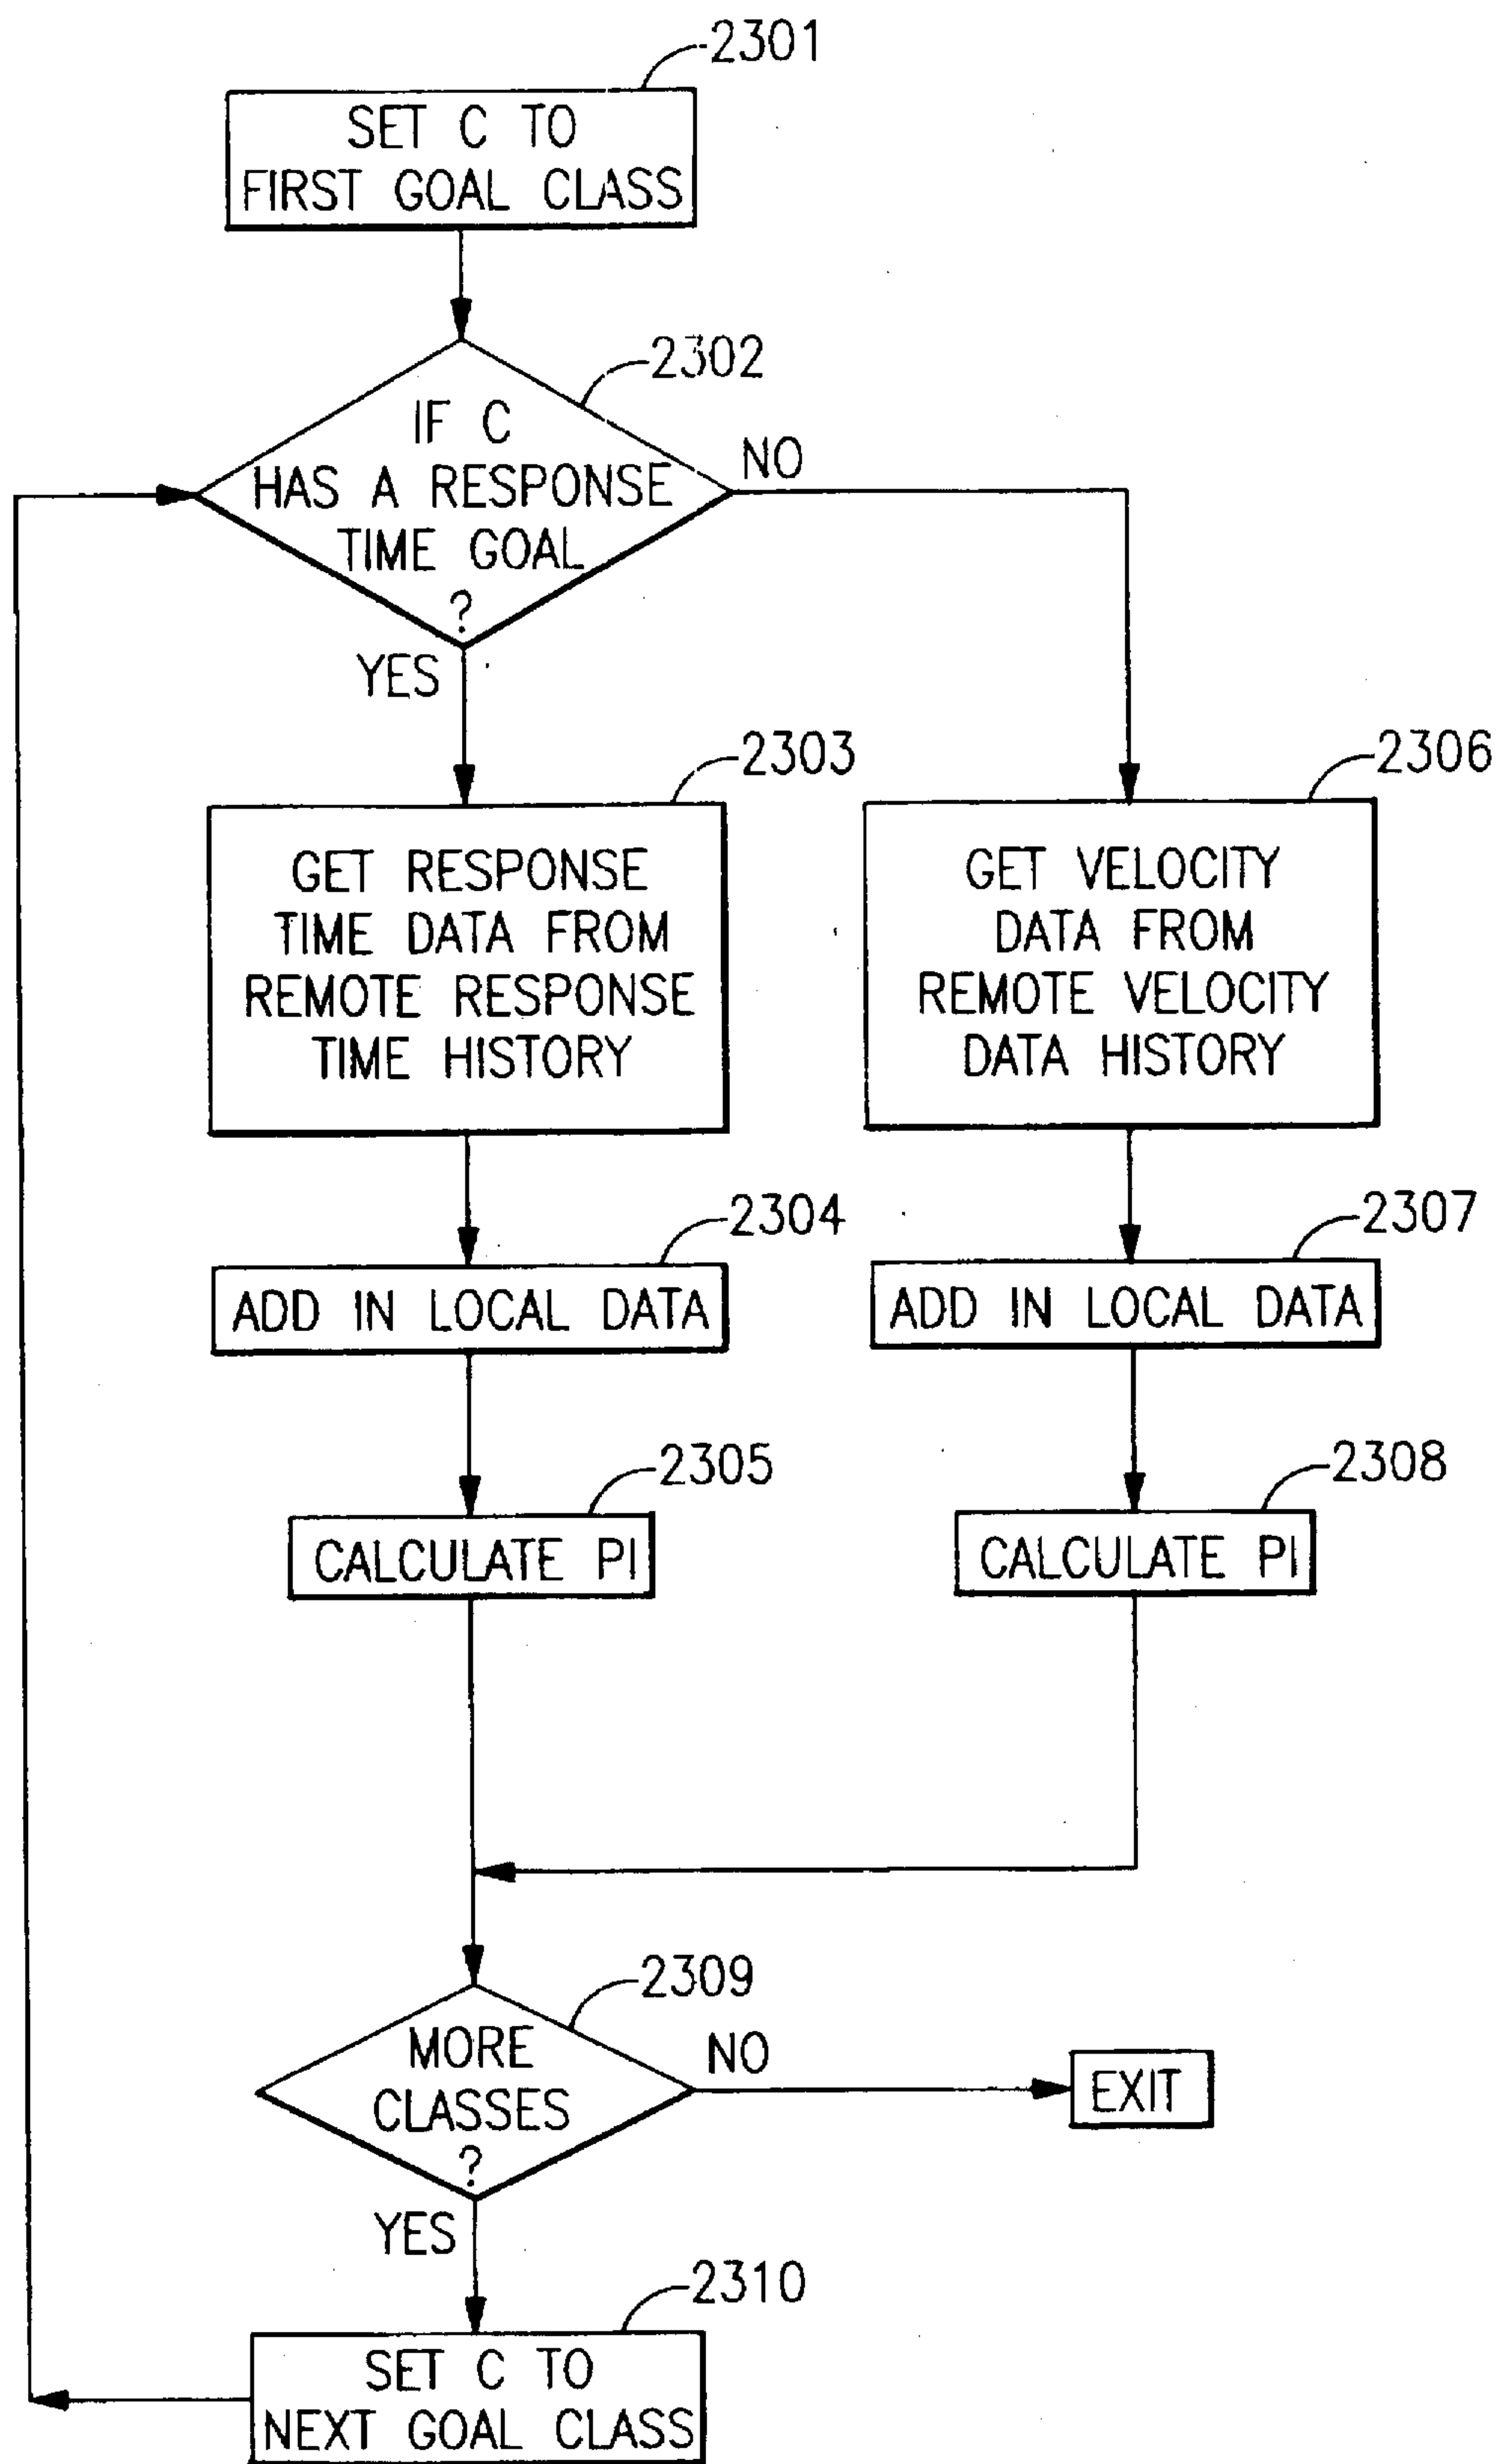 2301
SET C TO
FIRST GOAL CLASS
2302
IF C
HAS A RESPONSE
TIME GOAL
?
NO
YES
2303
GET RESPONSE
TIME DATA FROM
REMOTE RESPONSE
TIME HISTORY
2306
GET VELOCITY
DATA FROM
REMOTE VELOCITY
DATA HISTORY
2304
ADD IN LOCAL DATA
2307
ADD IN LOCAL DATA
2305
CALCULATE PI
2308
CALCULATE PI
2309
MORE
CLASSES
?
NO
EXIT
YES
2310
SET C TO
NEXT GOAL CLASS